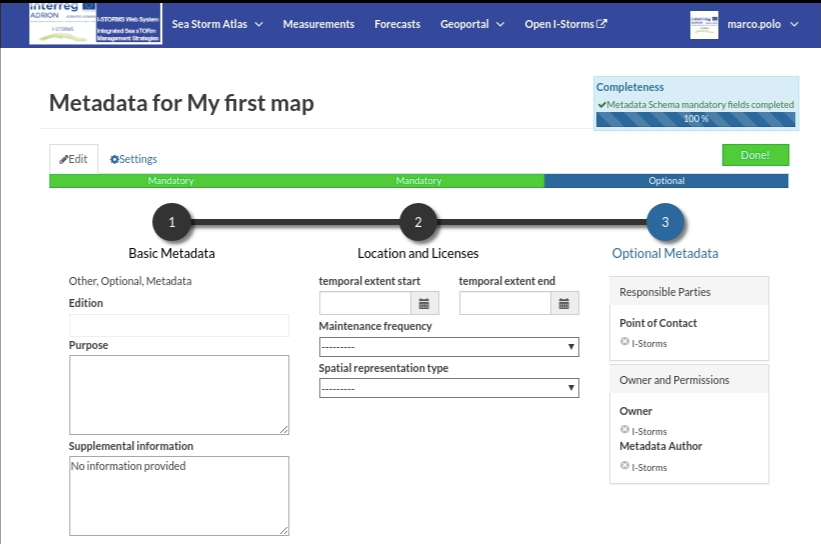 Interreg
ADRION
I-STORMS
I-STORMS Web System
Integrated Sea sTORm
Management Strategies
Sea Storm Atlas
Measurements
Forecasts
Geoportal
Open I-Storms
marco.polo
Metadata for My first map
Completeness
Metadata Schema mandatory fields completed
100 %
Edit
Settings
Done!
Mandatory
Mandatory
Optional
1
2
3
Basic Metadata
Location and Licenses
Optional Metadata
Other, Optional, Metadata
Edition
Purpose
Supplemental information
No information provided
temporal extent start
temporal extent end
Maintenance frequency
---------
Spatial representation type
---------
Responsible Parties
Point of Contact
I-Storms
Owner and Permissions
Owner
I-Storms
Metadata Author
I-Storms